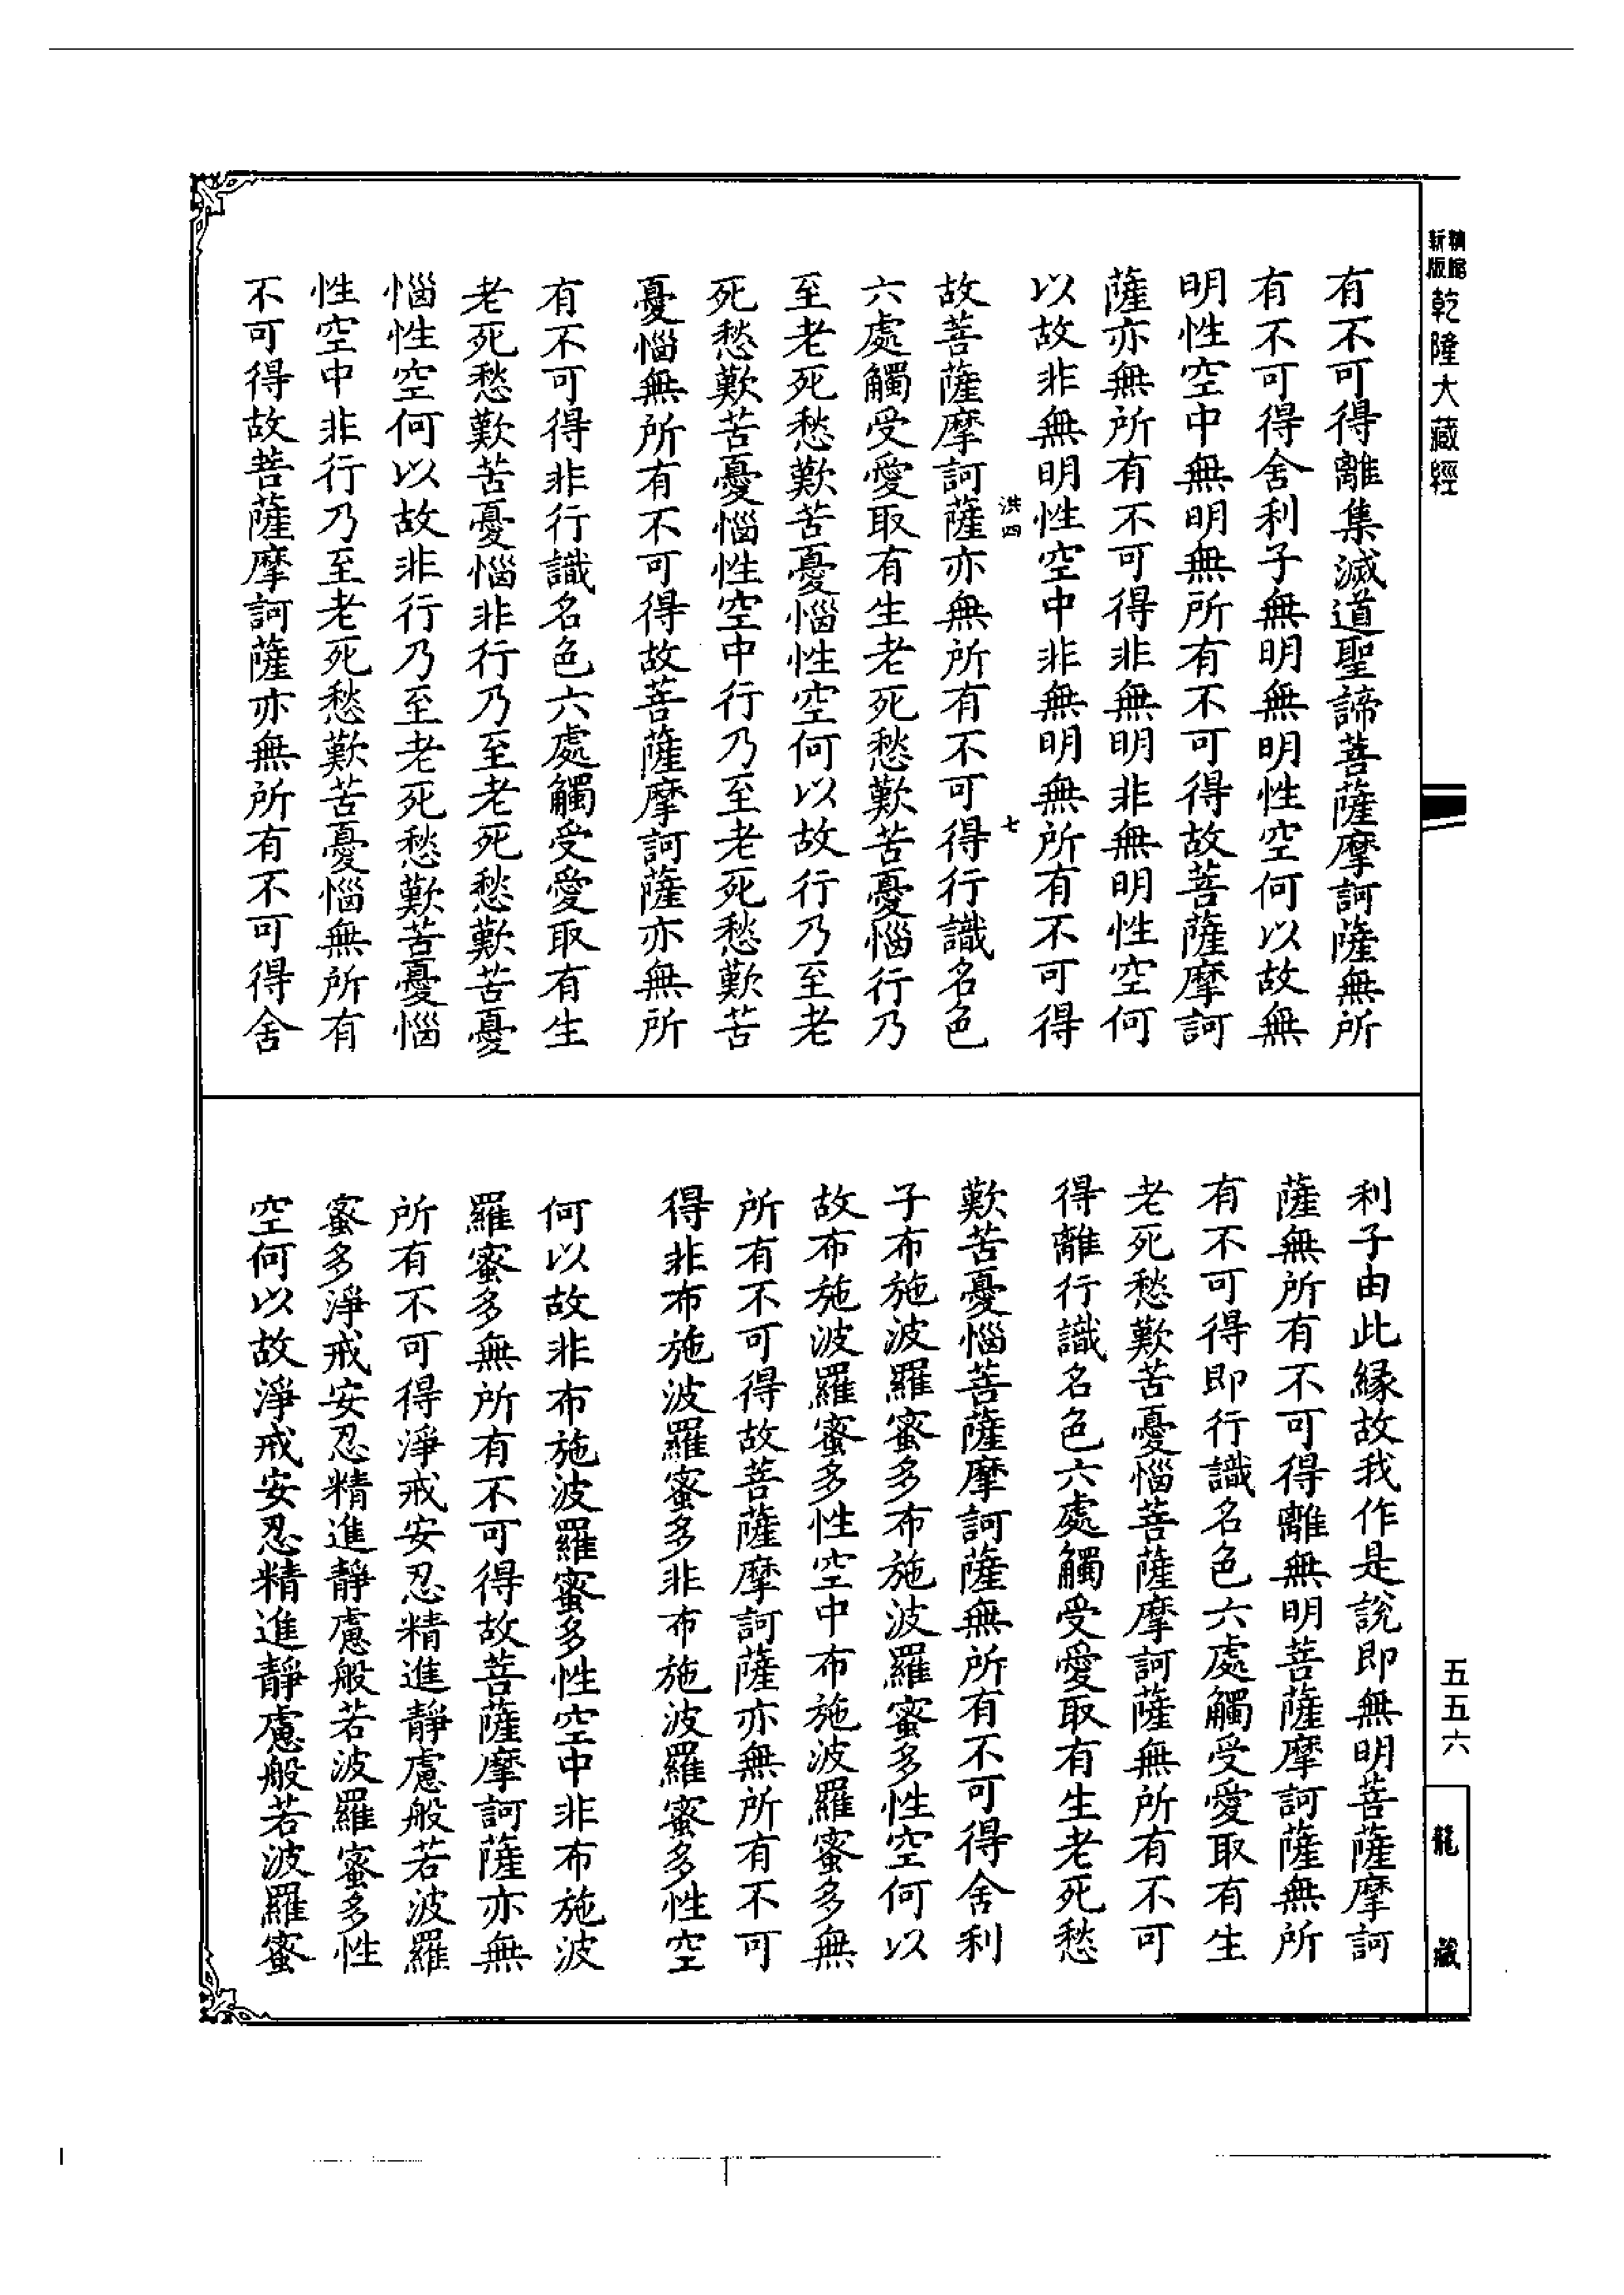 新版
精縮
乾隆大藏經
有不可得離集滅道聖諦菩薩摩訶薩無所
有不可得舍利子無明無明性空何以故無
明性空中無明無所有不可得故菩薩摩訶
薩亦無所有不可得非無明非無明性空何
以故非無明性空中非無明無所有不可得
洪四
七
故菩薩摩訶薩亦無所有不可得行識名色
六處觸受愛取有生老死愁歎苦憂惱行乃
至老死愁歎苦憂惱性空何以故行乃至老
死愁歎苦憂惱性空中行乃至老死愁歎苦
憂惱無所有不可得故菩薩摩訶薩亦無所
有不可得非行識名色六處觸受愛取有生
老死愁歎苦憂惱非行乃至老死愁歎苦憂
惱性空何以故非行乃至老死愁歎苦憂惱
性空中非行乃至老死愁歎苦憂惱無所有
不可得故菩薩摩訶薩亦無所有不可得舍
利子由此緣故我作是說即無明菩薩摩訶
薩無所有不可得離無明菩薩摩訶薩無所
有不可得即行識名色六處觸受愛取有生
老死愁歎苦憂惱菩薩摩訶薩無所有不可
得離行識名色六處觸受愛取有生老死愁
歎苦憂惱菩薩摩訶薩無所有不可得舍利
子布施波羅蜜多布施波羅蜜多性空何以
故布施波羅蜜多性空中布施波羅蜜多無
所有不可得故菩薩摩訶薩亦無所有不可
得非布施波羅蜜多非布施波羅蜜多性空
何以故非布施波羅蜜多性空中非布施波
羅蜜多無所有不可得故菩薩摩訶薩亦無
所有不可得淨戒安忍精進靜慮般若波羅
蜜多淨戒安忍精進靜慮般若波羅蜜多性
空何以故淨戒安忍精進靜慮般若波羅蜜
五五六
龍藏